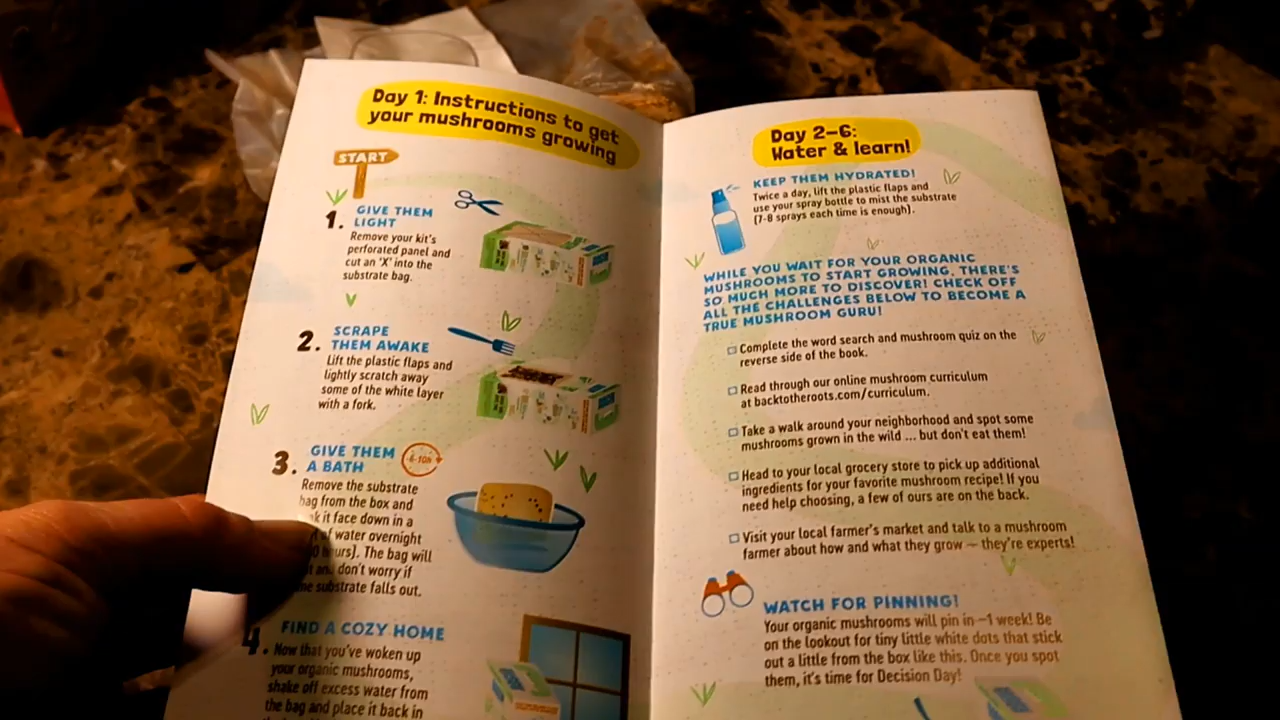 Day 1: Instructions to get
your mushrooms growing
START
1. GIVE THEM
LIGHT
Remove your kit's
perforated panel and
cut an 'X' into the
substrate bag.
2. SCRAPE
THEM AWAKE
Lift the plastic flaps and
lightly scratch away
some of the white layer
with a fork.
3. GIVE THEM
A BATH
6-10h
Remove the substrate
bag from the box and
it face down in a
of water overnight
hours). The bag will
and don't worry if
substrate falls out.
4. FIND A COZY HOME
Now that you've woken up
your organic mushrooms,
shake off excess water from
the bag and place it back in
Day 2-6:
Water & learn!
KEEP THEM HYDRATED!
Twice a day, lift the plastic flaps and
use your spray bottle to mist the substrate
(7-8 sprays each time is enough).
WHILE YOU WAIT FOR YOUR ORGANIC
MUSHROOMS TO START GROWING, THERE'S
SO MUCH MORE TO DISCOVER! CHECK OFF
ALL THE CHALLENGES BELOW TO BECOME A
TRUE MUSHROOM GURU!
Complete the word search and mushroom quiz on the
reverse side of the book.
Read through our online mushroom curriculum
at backtotheroots.com/curriculum.
Take a walk around your neighborhood and spot some
mushrooms grown in the wild ... but don't eat them!
Head to your local grocery store to pick up additional
ingredients for your favorite mushroom recipe! If you
need help choosing, a few of ours are on the back.
Visit your local farmer's market and talk to a mushroom
farmer about how and what they grow — they're experts!
WATCH FOR PINNING!
Your organic mushrooms will pin in ~1 week! Be
on the lookout for tiny little white dots that stick
out a little from the box like this. Once you spot
them, it's time for Decision Day!